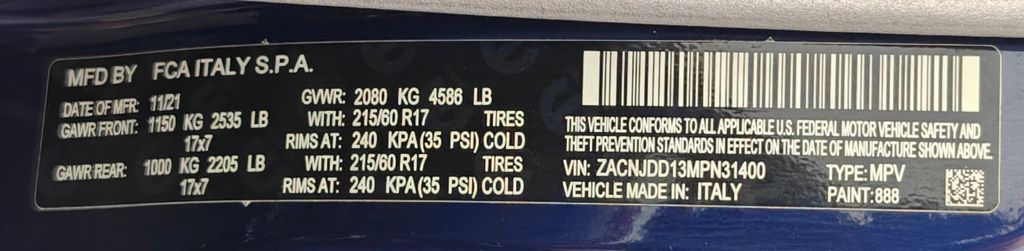 MFD BY FCA ITALY S.P.A.
DATE OF MFR: 11/21 GVWR: 2080 KG 4586 LB
GAWR FRONT: 1150 KG 2535 LB WITH: 215/60 R17 TIRES
17x7 RIMS AT: 240 KPA (35 PSI) COLD
GAWR REAR: 1000 KG 2205 LB WITH: 215/60 R17 TIRES
17x7 RIMS AT: 240 KPA (35 PSI) COLD
THIS VEHICLE CONFORMS TO ALL APPLICABLE U.S. FEDERAL MOTOR VEHICLE SAFETY AND
THEFT PREVENTION STANDARDS IN EFFECT ON THE DATE OF MANUFACTURE SHOWN ABOVE.
VIN: ZACNJDD13MPN31400 TYPE: MPV
VEHICLE MADE IN: ITALY PAINT: 888